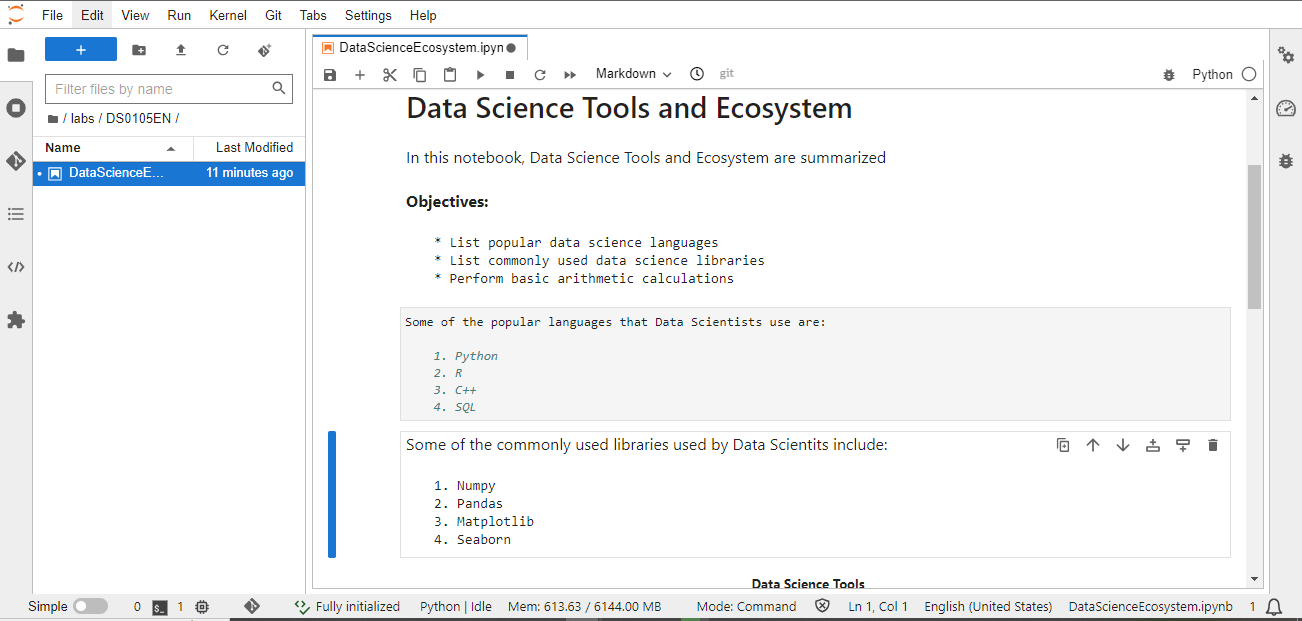 File Edit View Run Kernel Git Tabs Settings Help
+
Filter files by name
/ labs / DS0105EN /
Name Last Modified
DataScienceE... 11 minutes ago
DataScienceEcosystem.ipyn
Markdown git Python
Data Science Tools and Ecosystem
In this notebook, Data Science Tools and Ecosystem are summarized
Objectives:
* List popular data science languages
* List commonly used data science libraries
* Perform basic arithmetic calculations
Some of the popular languages that Data Scientists use are:
1. Python
2. R
3. C++
4. SQL
Some of the commonly used libraries used by Data Scientits include:
1. Numpy
2. Pandas
3. Matplotlib
4. Seaborn
Data Science Tools
Simple 0 $_ 1 Fully initialized Python | Idle Mem: 613.63 / 6144.00 MB Mode: Command Ln 1, Col 1 English (United States) DataScienceEcosystem.ipynb 1